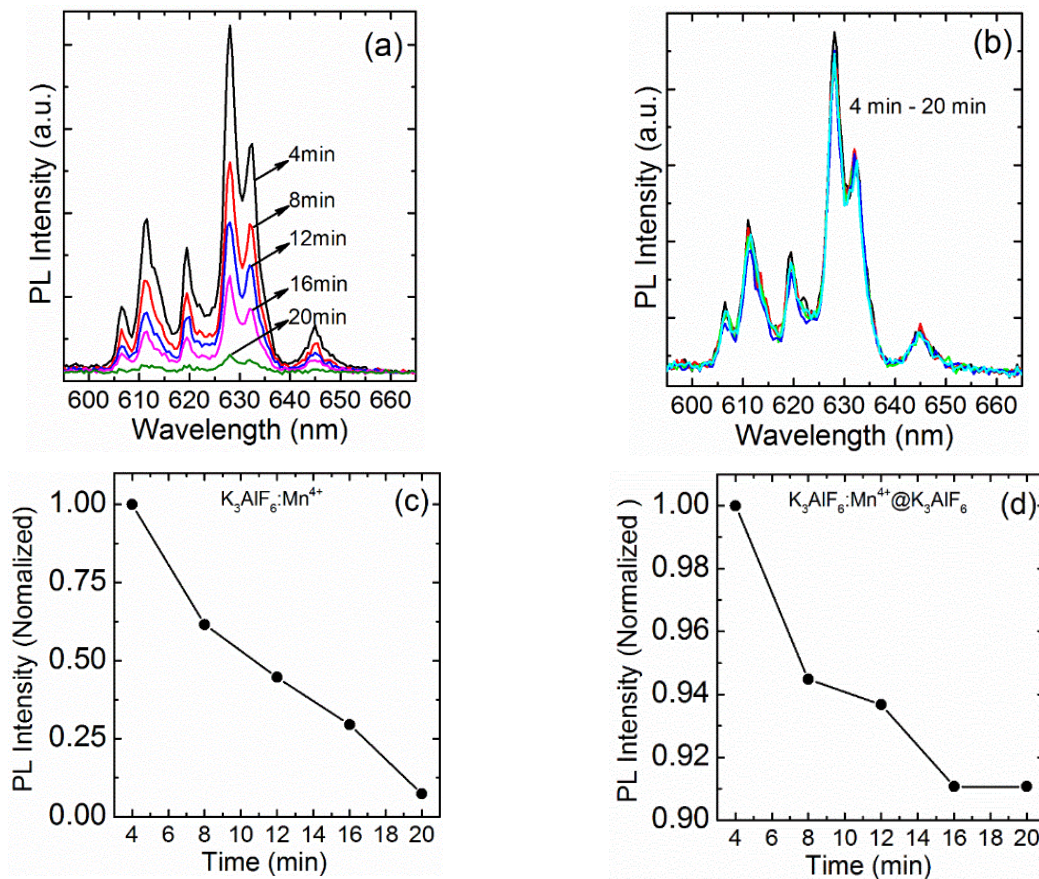 (a)
PL Intensity (a.u.)
4min
8min
12min
16min
20min
600 610 620 630 640 650 660
Wavelength (nm)
(b)
PL Intensity (a.u.)
4 min - 20 min
600 610 620 630 640 650 660
Wavelength (nm)
(c)
K₃AlF₆:Mn⁴⁺
PL Intensity (Nomalized)
1.00
0.75
0.50
0.25
0.00
4 6 8 10 12 14 16 18 20
Time (min)
(d)
K₃AlF₆:Mn⁴⁺@K₃AlF₆
PL Intensity (Normalized )
1.00
0.98
0.96
0.94
0.92
0.90
4 6 8 10 12 14 16 18 20
Time (min)